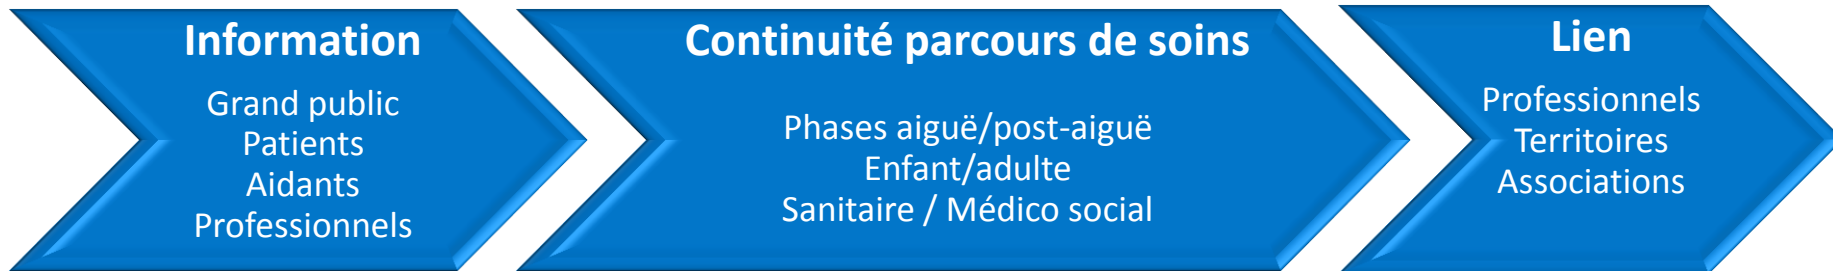 Information
Grand public
Patients
Aidants
Professionnels
Continuité parcours de soins
Phases aiguë/post-aiguë
Enfant/adulte
Sanitaire / Médico social
Lien
Professionnels
Territoires
Associations